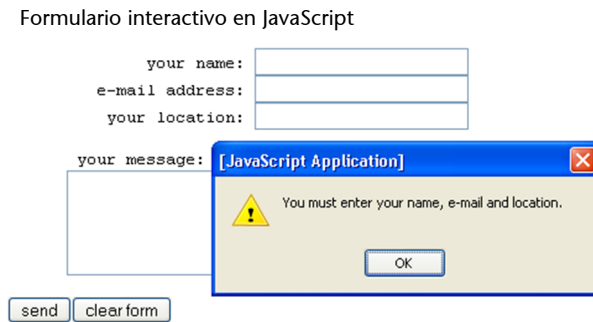 Formulario interactivo en JavaScript
your name:
e-mail address:
your location:
your message:
[JavaScript Application]
You must enter your name, e-mail and location.
OK
send clear form